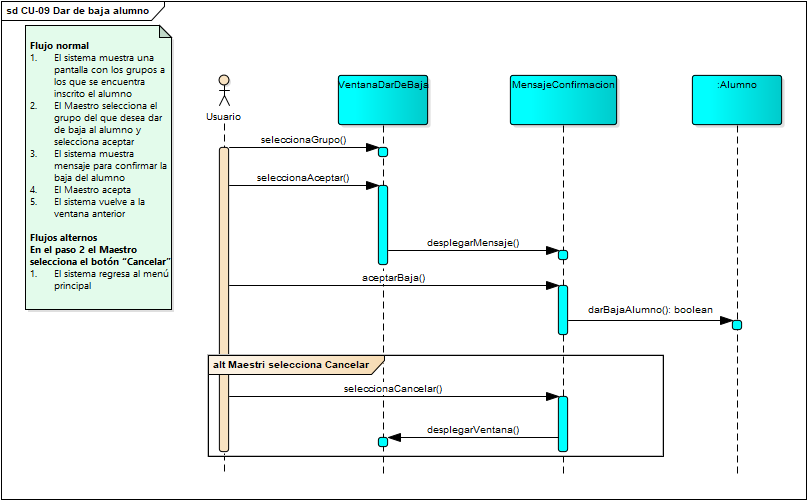 sd CU-09 Dar de baja alumno
Flujo normal
1. El sistema muestra una
pantalla con los grupos a
los que se encuentra
inscrito el alumno
2. El Maestro selecciona el
grupo del que desea dar
de baja al alumno y
selecciona aceptar
3. El sistema muestra
mensaje para confirmar la
baja del alumno
4. El Maestro acepta
5. El sistema vuelve a la
ventana anterior
Flujos alternos
En el paso 2 el Maestro
selecciona el botón “Cancelar”
1. El sistema regresa al menú
principal
Usuario
VentanaDarDeBaja
MensajeConfirmacion
:Alumno
seleccionaGrupo()
seleccionaAceptar()
desplegarMensaje()
aceptarBaja()
darBajaAlumno(): boolean
alt Maestri selecciona Cancelar
seleccionaCancelar()
desplegarVentana()